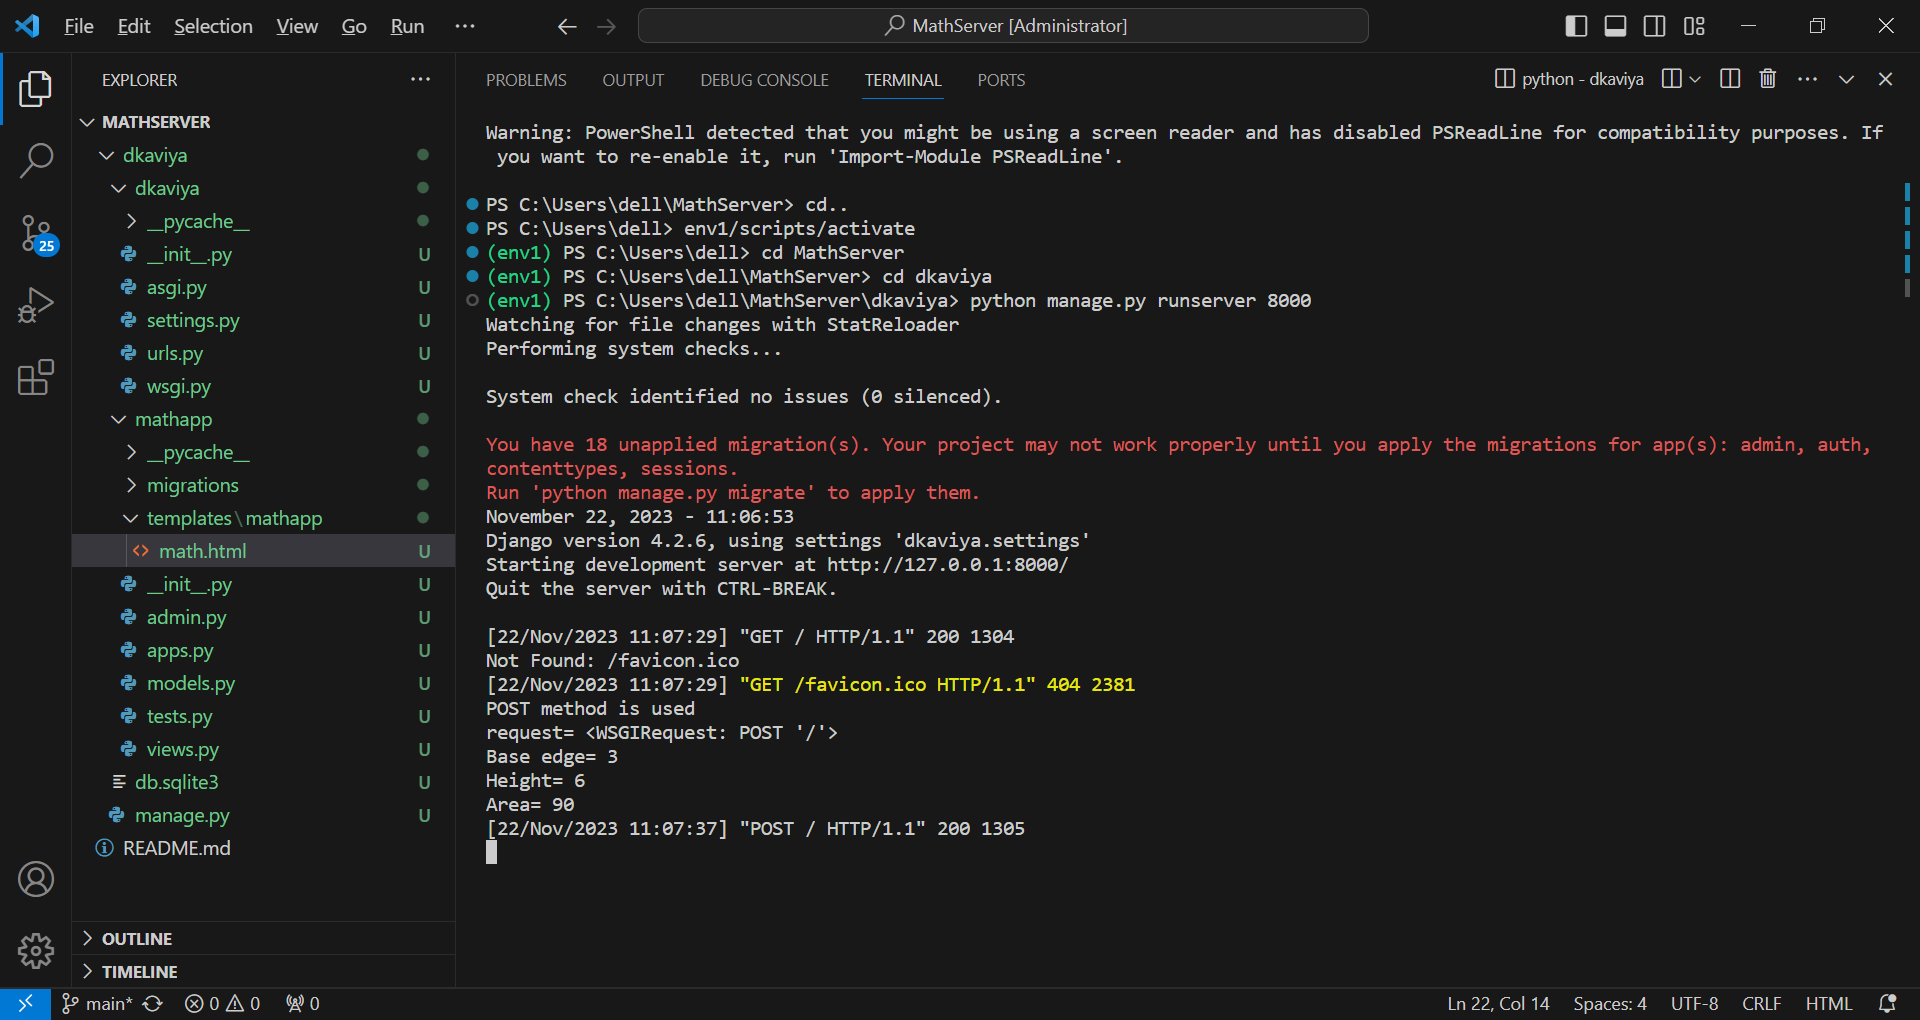 File Edit Selection View Go Run ···
MathServer [Administrator]
EXPLORER
MATHSERVER
dkaviya
dkaviya
__pycache__
__init__.py U
asgi.py U
settings.py U
urls.py U
wsgi.py U
mathapp
__pycache__
migrations
templates\mathapp
math.html U
__init__.py U
admin.py U
apps.py U
models.py U
tests.py U
views.py U
db.sqlite3 U
manage.py U
README.md
OUTLINE
TIMELINE
25
PROBLEMS OUTPUT DEBUG CONSOLE TERMINAL PORTS
python - dkaviya
Warning: PowerShell detected that you might be using a screen reader and has disabled PSReadLine for compatibility purposes. If
you want to re-enable it, run 'Import-Module PSReadLine'.
PS C:\Users\dell\MathServer> cd..
PS C:\Users\dell> env1/scripts/activate
(env1) PS C:\Users\dell> cd MathServer
(env1) PS C:\Users\dell\MathServer> cd dkaviya
(env1) PS C:\Users\dell\MathServer\dkaviya> python manage.py runserver 8000
Watching for file changes with StatReloader
Performing system checks...
System check identified no issues (0 silenced).
You have 18 unapplied migration(s). Your project may not work properly until you apply the migrations for app(s): admin, auth,
contenttypes, sessions.
Run 'python manage.py migrate' to apply them.
November 22, 2023 - 11:06:53
Django version 4.2.6, using settings 'dkaviya.settings'
Starting development server at http://127.0.0.1:8000/
Quit the server with CTRL-BREAK.
[22/Nov/2023 11:07:29] "GET / HTTP/1.1" 200 1304
Not Found: /favicon.ico
[22/Nov/2023 11:07:29] "GET /favicon.ico HTTP/1.1" 404 2381
POST method is used
request= <WSGIRequest: POST '/'>
Base edge= 3
Height= 6
Area= 90
[22/Nov/2023 11:07:37] "POST / HTTP/1.1" 200 1305
main* 0 0 0 Ln 22, Col 14 Spaces: 4 UTF-8 CRLF HTML